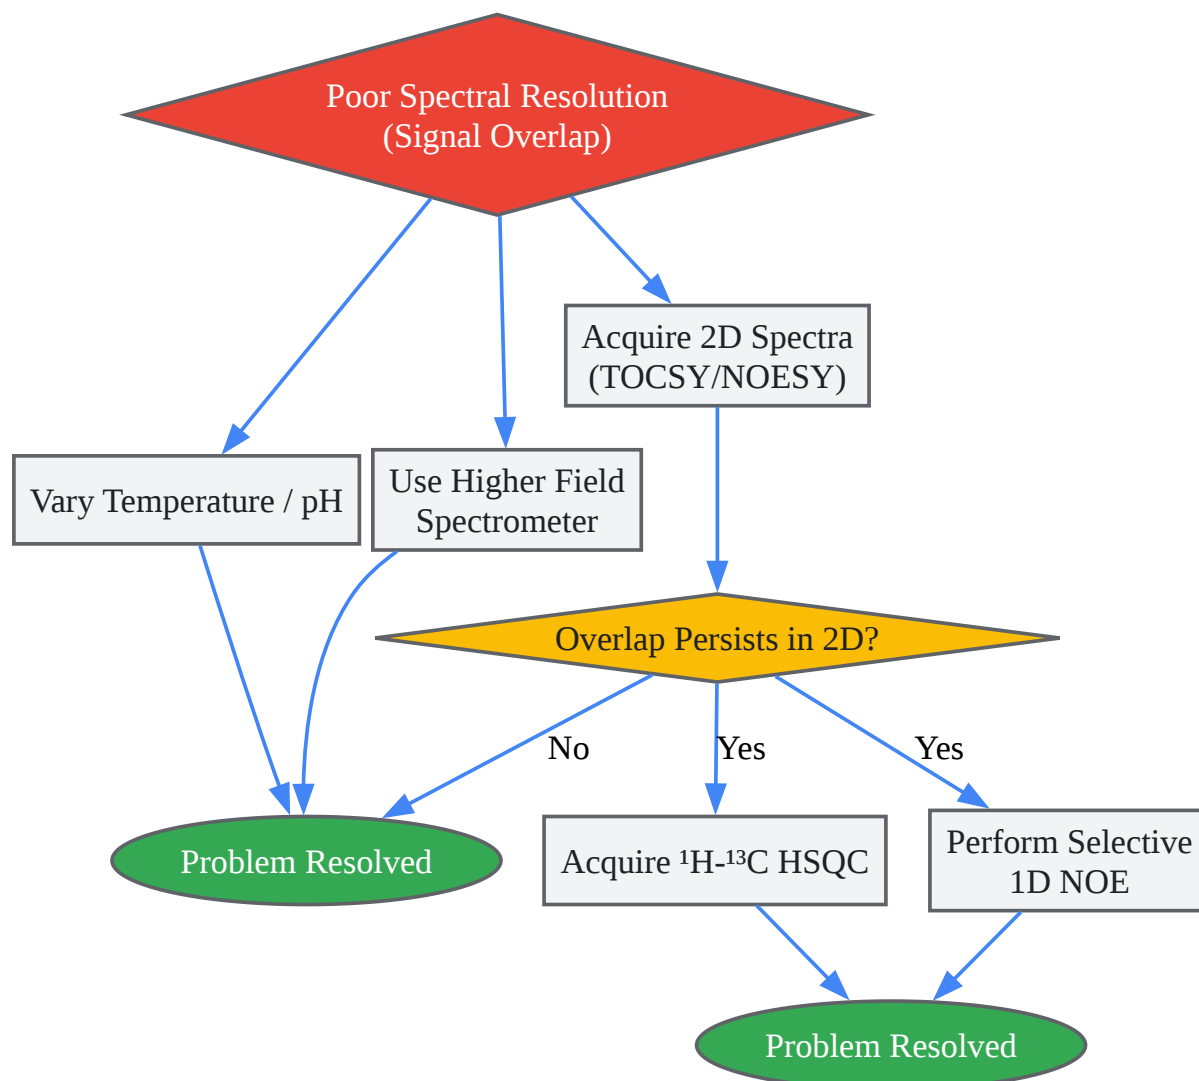 Poor Spectral Resolution
(Signal Overlap)
Acquire 2D Spectra
(TOCSY/NOESY)
Vary Temperature / pH
Use Higher Field
Spectrometer
Overlap Persists in 2D?
No
Yes
Yes
Problem Resolved
Acquire ¹H-¹³C HSQC
Perform Selective
1D NOE
Problem Resolved